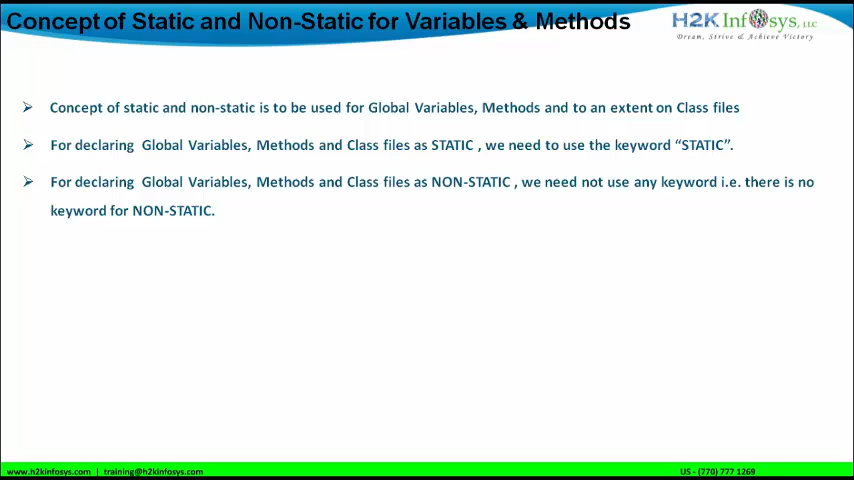 Concept of Static and Non-Static for Variables & Methods
H2K Infosys, LLC
Dream, Strive & Achieve Victory
Concept of static and non-static is to be used for Global Variables, Methods and to an extent on Class files
For declaring Global Variables, Methods and Class files as STATIC , we need to use the keyword “STATIC”.
For declaring Global Variables, Methods and Class files as NON-STATIC , we need not use any keyword i.e. there is no
keyword for NON-STATIC.
www.h2kinfosys.com | training@h2kinfosys.com
US - (770) 777 1269